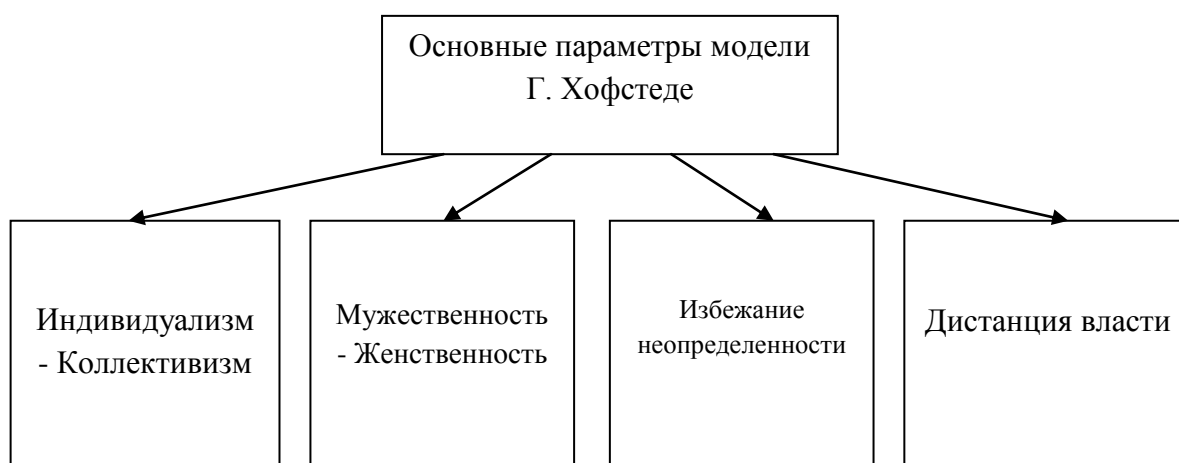 Основные параметры модели
Г. Хофстеде
Индивидуализм
- Коллективизм
Мужественность
- Женственность
Избежание
неопределенности
Дистанция власти